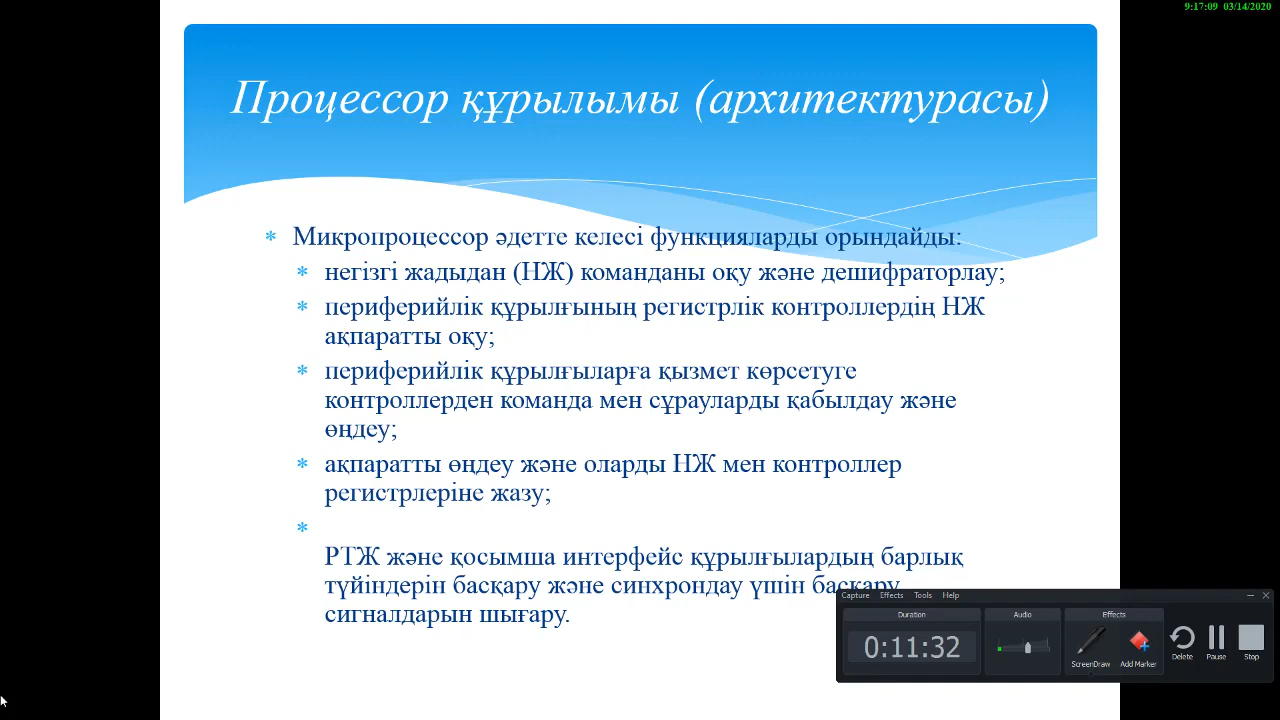 9:17:09 03/14/2020
Процессор құрылымы (архитектурасы)
Микропроцессор әдетте келесі функцияларды орындайды:
негізгі жадыдан (НЖ) команданы оқу және дешифраторлау;
периферийлік құрылғының регистрлік контроллердің НЖ
ақпаратты оқу;
периферийлік құрылғыларға қызмет көрсетуге
контроллерден команда мен сұрауларды қабылдау және
өңдеу;
ақпаратты өңдеу және оларды НЖ мен контроллер
регистрлеріне жазу;
РТЖ және қосымша интерфейс құрылғылардың барлық
түйіндерін басқару және синхрондау үшін басқару
сигналдарын шығару.
Capture Effects Tools Help
Duration Audio Effects
0:11:32
ScreenDraw Add Marker Delete Pause Stop